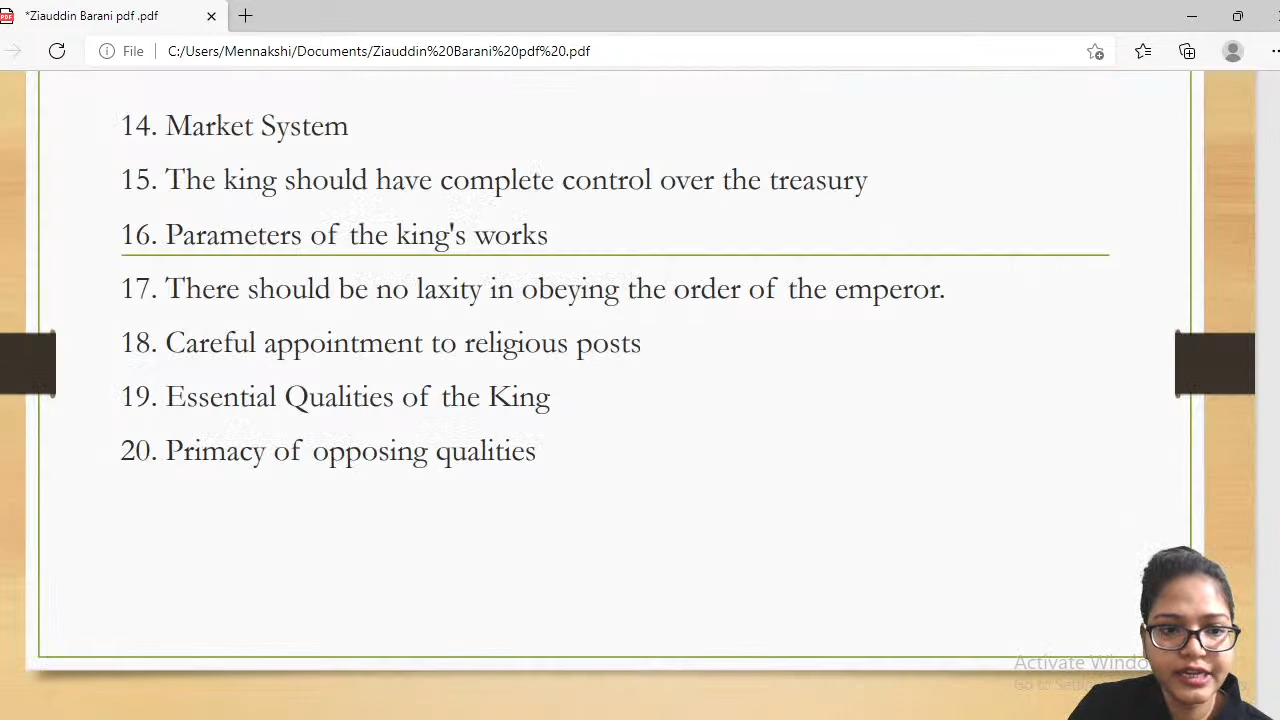 *Ziauddin Barani pdf .pdf
File
C:/Users/Mennakshi/Documents/Ziauddin%20Barani%20pdf%20.pdf
14. Market System
15. The king should have complete control over the treasury
16. Parameters of the king's works
17. There should be no laxity in obeying the order of the emperor.
18. Careful appointment to religious posts
19. Essential Qualities of the King
20. Primacy of opposing qualities
Activate Windo
Go to